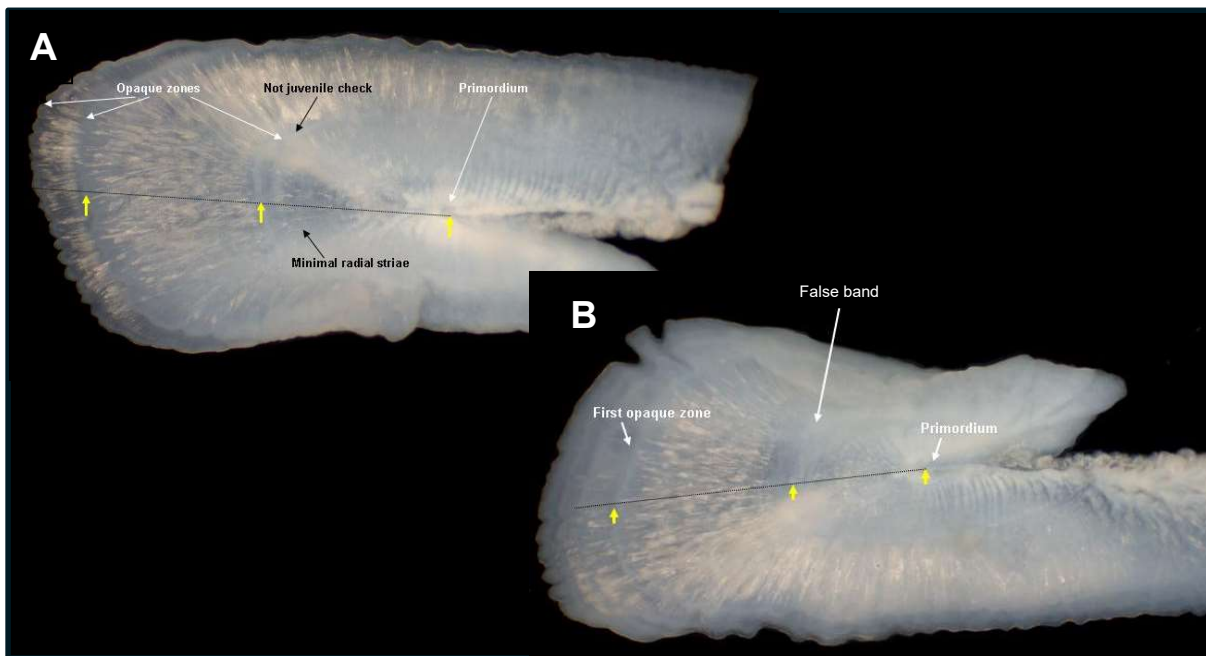 A
Opaque zones
Not juvenile check
Primordium
Minimal radial striae
B
False band
First opaque zone
Primordium